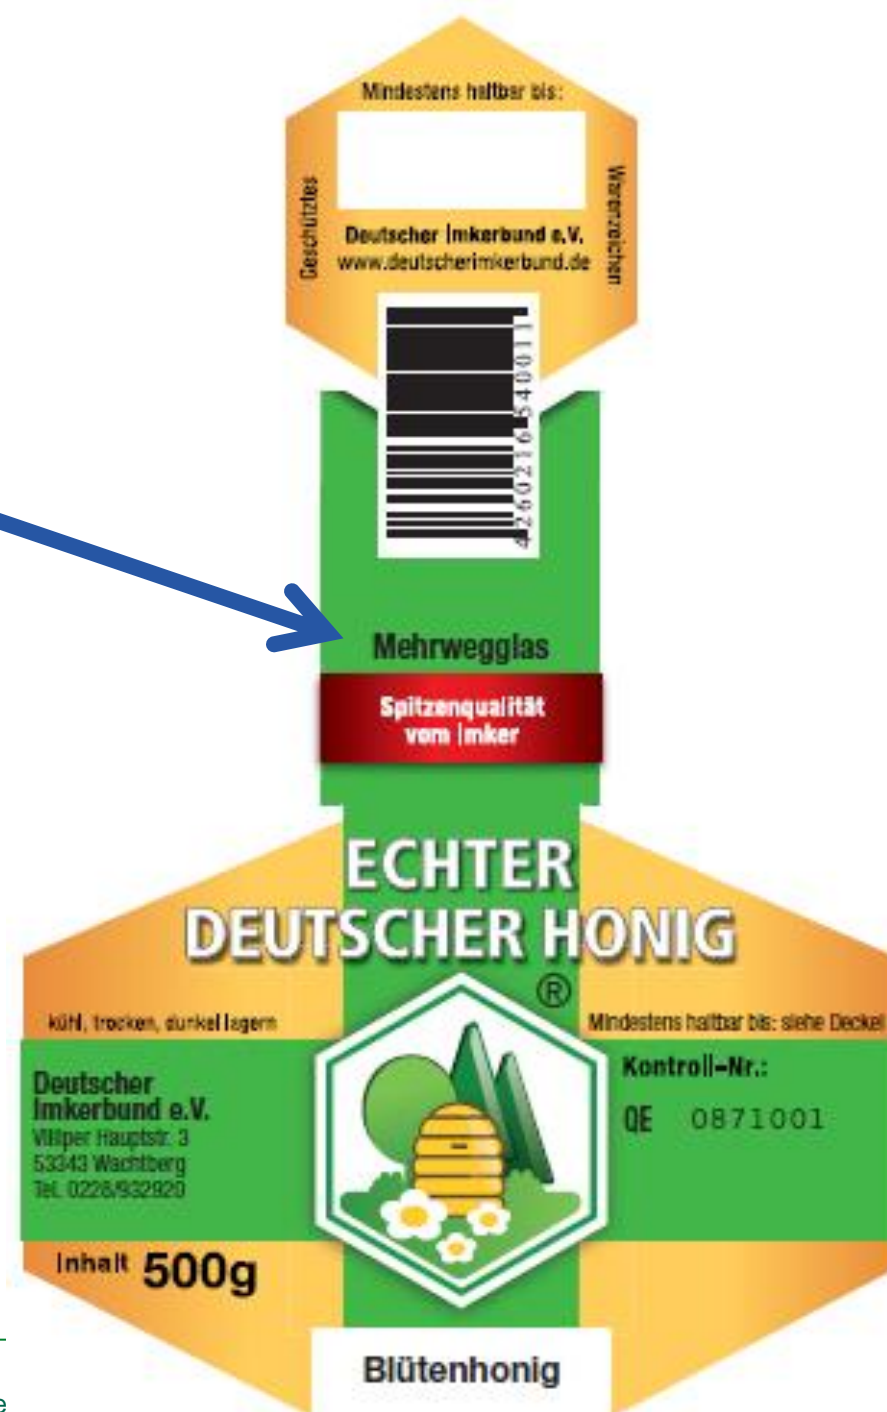 Mindestens haltbar bis:
Geschütztes
Warenzeichen
Deutscher Imkerbund e.V.
www.deutscherimkerbund.de
4260216540011
Mehrwegglas
Spitzenqualität
vom Imker
ECHTER
DEUTSCHER HONIG
®
kühl, trocken, dunkel lagern
Mindestens haltbar bis: siehe Deckel
Deutscher
Imkerbund e.V.
Villiper Hauptstr. 3
53343 Wachtberg
Tel. 0228/932920
Kontroll-Nr.:
QE 0871001
Inhalt 500g
Blütenhonig
e